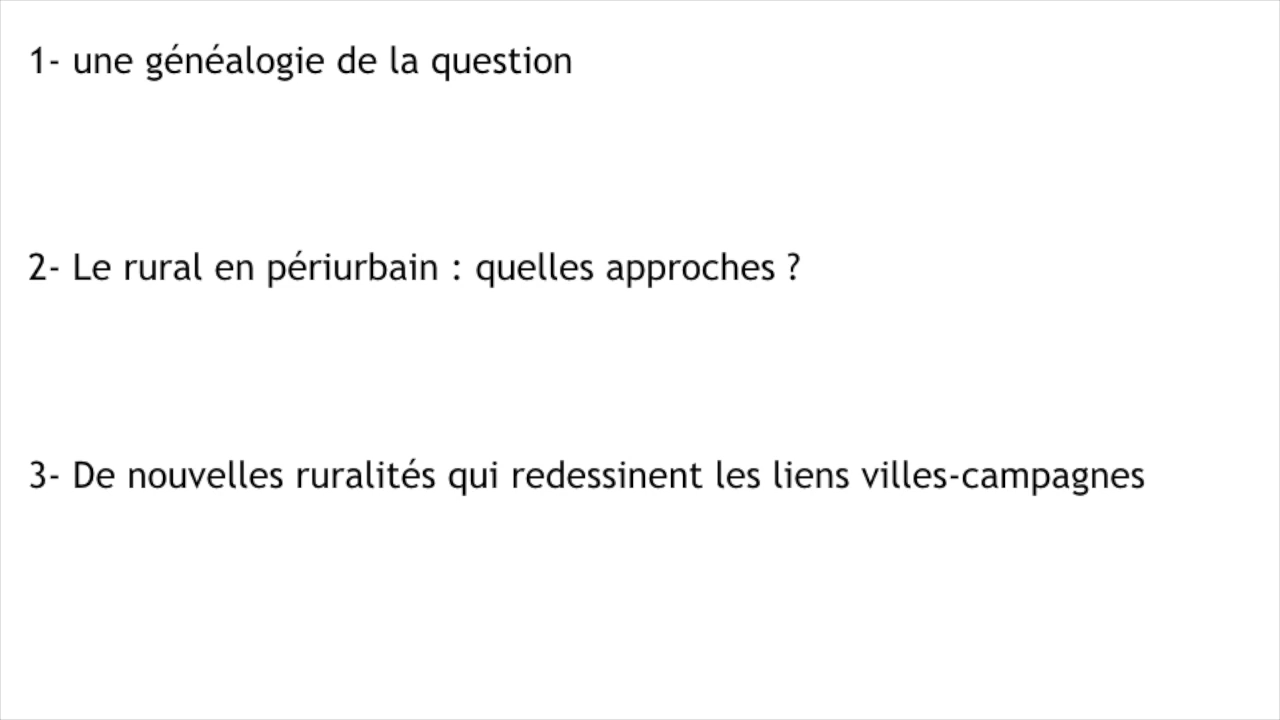 1- une généalogie de la question
2- Le rural en périurbain : quelles approches ?
3- De nouvelles ruralités qui redessinent les liens villes-campagnes